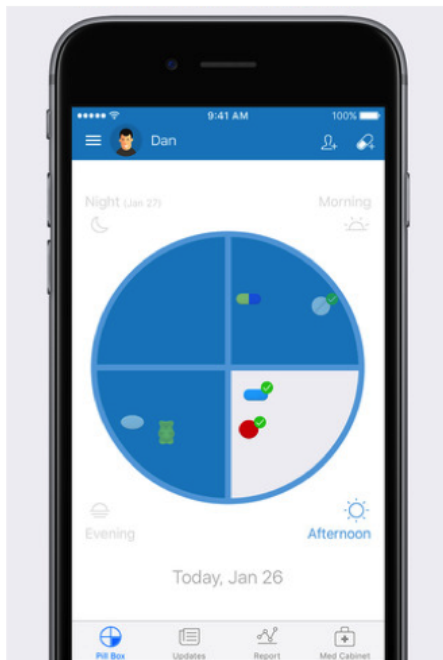 9:41 AM
100%
Dan
Night (Jan 27)
Morning
Evening
Afternoon
Today, Jan 26
Pill Box
Updates
Report
Med Cabinet